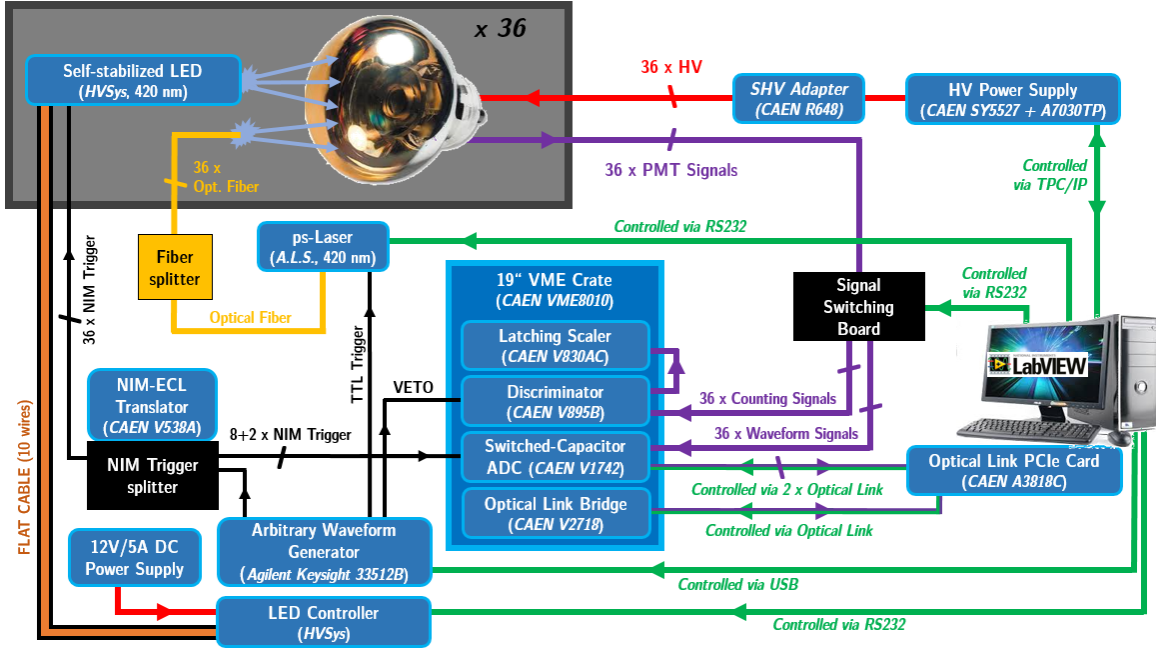 x 36
Self-stabilized LED
(HVSys, 420 nm)
36 x HV
SHV Adapter
(CAEN R648)
HV Power Supply
(CAEN SY5527 + A7030TP)
36 x
Opt. Fiber
36 x PMT Signals
Controlled
via TPC/IP
Fiber
splitter
ps-Laser
(A.L.S., 420 nm)
Controlled via RS232
36 x NIM Trigger
Optical Fiber
19“ VME Crate
(CAEN VME8010)
Signal
Switching
Board
Controlled
via RS232
TTL Trigger
Latching Scaler
(CAEN V830AC)
NATIONAL INSTRUMENTS
LabVIEW
NIM-ECL
Translator
(CAEN V538A)
VETO
Discriminator
(CAEN V895B)
36 x Counting Signals
8+2 x NIM Trigger
Switched-Capacitor
ADC (CAEN V1742)
36 x Waveform Signals
NIM Trigger
splitter
Controlled via 2 x Optical Link
Optical Link PCIe Card
(CAEN A3818C)
Optical Link Bridge
(CAEN V2718)
Controlled via Optical Link
FLAT CABLE (10 wires)
12V/5A DC
Power Supply
Arbitrary Waveform
Generator
(Agilent Keysight 33512B)
Controlled via USB
LED Controller
(HVSys)
Controlled via RS232